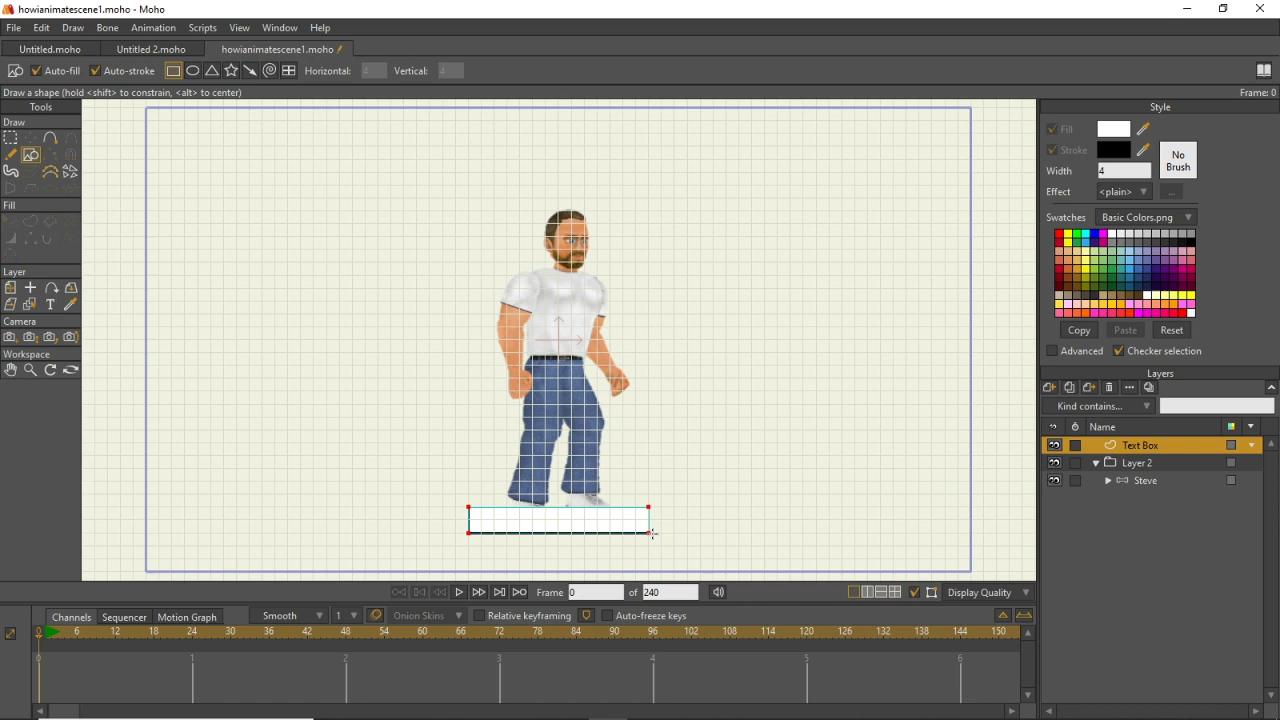 howianimatescene1.moho - Moho
File Edit Draw Bone Animation Scripts View Window Help
Untitled.moho Untitled 2.moho howianimatescene1.moho
Auto-fill Auto-stroke Horizontal: 4 Vertical: 4
Draw a shape (hold <shift> to constrain, <alt> to center) Frame: 0
Tools Style
Draw
Fill
Stroke
No Brush
Width 4
Effect <plain> ...
Fill
Swatches Basic Colors.png
Layer
Camera
Copy Paste Reset
Workspace
Advanced Checker selection
Layers
Kind contains...
Name
Text Box
Layer 2
Steve
Frame 0 of 240 Display Quality
Channels Sequencer Motion Graph Smooth 1 Onion Skins Relative keyframing Auto-freeze keys
0 6 12 18 24 30 36 42 48 54 60 66 72 78 84 90 96 102 108 114 120 126 132 138 144 150
0 1 2 3 4 5 6